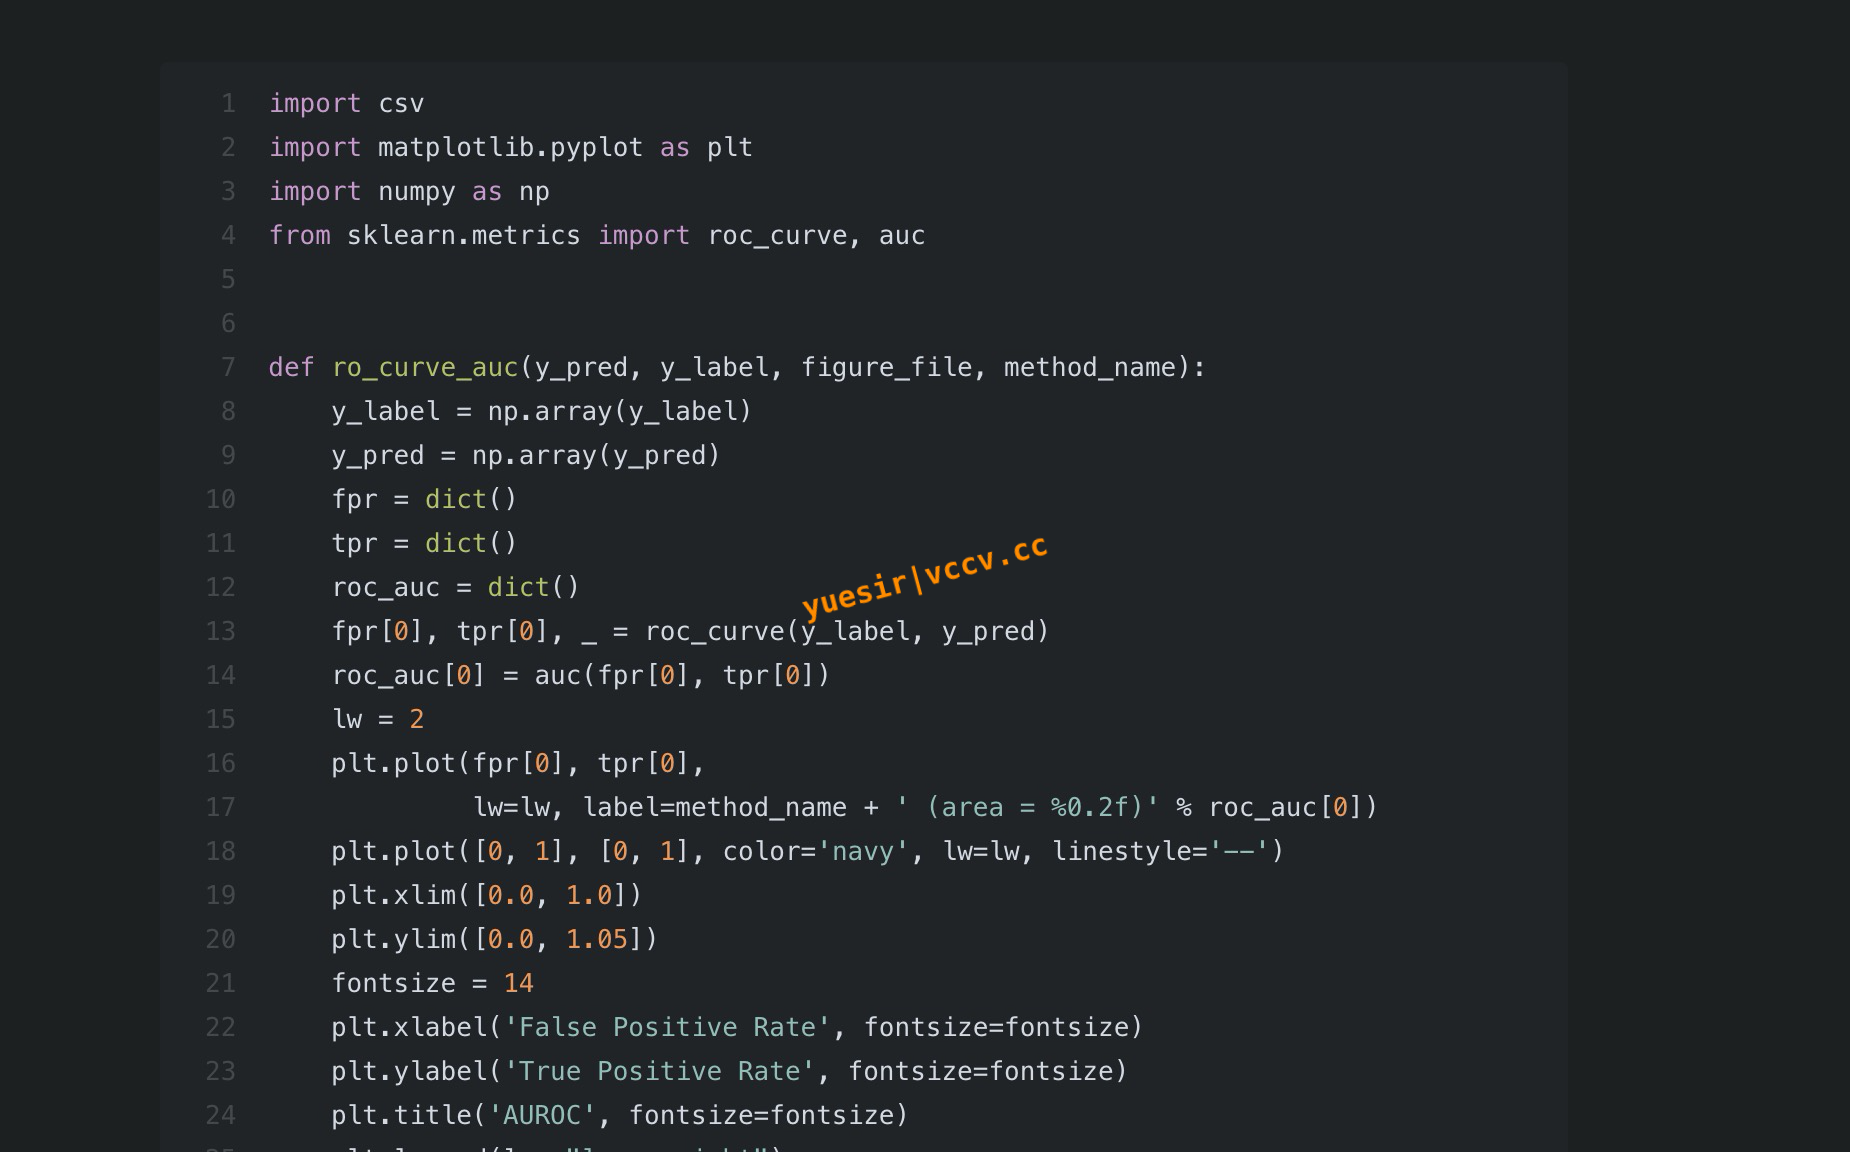 1 import csv
2 import matplotlib.pyplot as plt
3 import numpy as np
4 from sklearn.metrics import roc_curve, auc
5
6
7 def ro_curve_auc(y_pred, y_label, figure_file, method_name):
8     y_label = np.array(y_label)
9     y_pred = np.array(y_pred)
10     fpr = dict()
11     tpr = dict()
12     roc_auc = dict()
yuesir|vccv.cc
13     fpr[0], tpr[0], _ = roc_curve(y_label, y_pred)
14     roc_auc[0] = auc(fpr[0], tpr[0])
15     lw = 2
16     plt.plot(fpr[0], tpr[0],
17              lw=lw, label=method_name + ' (area = %0.2f)' % roc_auc[0])
18     plt.plot([0, 1], [0, 1], color='navy', lw=lw, linestyle='--')
19     plt.xlim([0.0, 1.0])
20     plt.ylim([0.0, 1.05])
21     fontsize = 14
22     plt.xlabel('False Positive Rate', fontsize=fontsize)
23     plt.ylabel('True Positive Rate', fontsize=fontsize)
24     plt.title('AUROC', fontsize=fontsize)